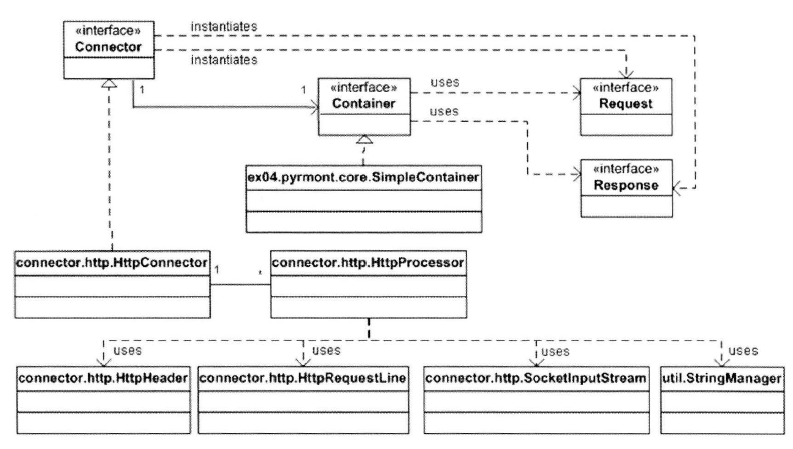 instantiates
«interface»
Connector
instantiates
1
1
«interface»
Container
uses
uses
«interface»
Request
«interface»
Response
ex04.pyrmont.core.SimpleContainer
connector.http.HttpConnector
1
*
connector.http.HttpProcessor
uses
uses
uses
uses
connector.http.HttpHeader
connector.http.HttpRequestLine
connector.http.SocketInputStream
util.StringManager